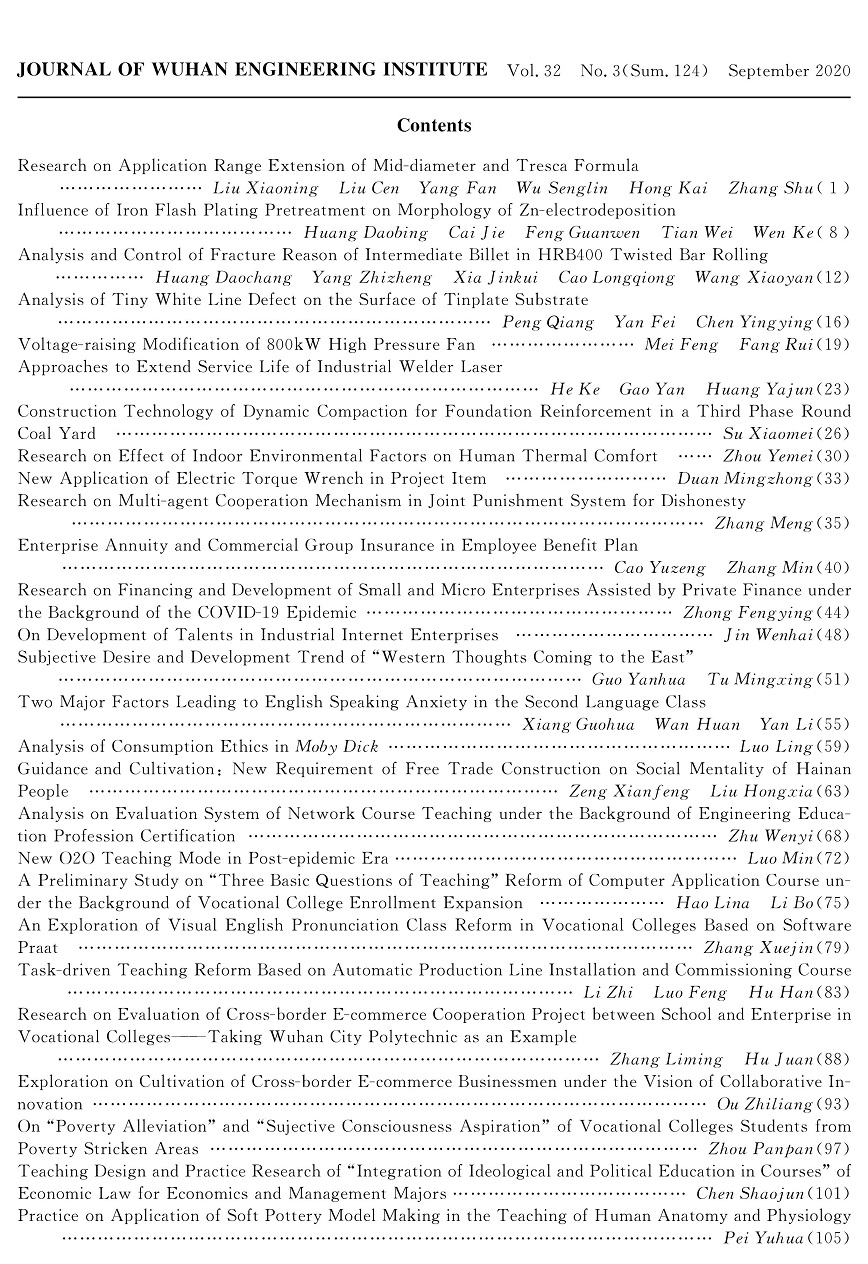 JOURNAL OF WUHAN ENGINEERING INSTITUTE Vol. 32 No. 3(Sum. 124) September 2020
Contents
Research on Application Range Extension of Mid-diameter and Tresca Formula
…………………… Liu Xiaoning Liu Cen Yang Fan Wu Senglin Hong Kai Zhang Shu( 1 )
Influence of Iron Flash Plating Pretreatment on Morphology of Zn-electrodeposition
………………………………… Huang Daobing Cai Jie Feng Guanwen Tian Wei Wen Ke( 8 )
Analysis and Control of Fracture Reason of Intermediate Billet in HRB400 Twisted Bar Rolling
…………… Huang Daochang Yang Zhizheng Xia Jinkui Cao Longqiong Wang Xiaoyan(12)
Analysis of Tiny White Line Defect on the Surface of Tinplate Substrate
……………………………………………………………… Peng Qiang Yan Fei Chen Yingying(16)
Voltage-raising Modification of 800kW High Pressure Fan …………………… Mei Feng Fang Rui(19)
Approaches to Extend Service Life of Industrial Welder Laser
…………………………………………………………………… He Ke Gao Yan Huang Yajun(23)
Construction Technology of Dynamic Compaction for Foundation Reinforcement in a Third Phase Round
Coal Yard ……………………………………………………………………………………… Su Xiaomei(26)
Research on Effect of Indoor Environmental Factors on Human Thermal Comfort …… Zhou Yemei(30)
New Application of Electric Torque Wrench in Project Item ……………………… Duan Mingzhong(33)
Research on Multi-agent Cooperation Mechanism in Joint Punishment System for Dishonesty
…………………………………………………………………………………………… Zhang Meng(35)
Enterprise Annuity and Commercial Group Insurance in Employee Benefit Plan
……………………………………………………………………………… Cao Yuzeng Zhang Min(40)
Research on Financing and Development of Small and Micro Enterprises Assisted by Private Finance under
the Background of the COVID-19 Epidemic …………………………………………… Zhong Fengying(44)
On Development of Talents in Industrial Internet Enterprises …………………………… Jin Wenhai(48)
Subjective Desire and Development Trend of “Western Thoughts Coming to the East”
…………………………………………………………………………… Guo Yanhua Tu Mingxing(51)
Two Major Factors Leading to English Speaking Anxiety in the Second Language Class
………………………………………………………………… Xiang Guohua Wan Huan Yan Li(55)
Analysis of Consumption Ethics in Moby Dick ………………………………………………… Luo Ling(59)
Guidance and Cultivation: New Requirement of Free Trade Construction on Social Mentality of Hainan
People …………………………………………………………………… Zeng Xianfeng Liu Hongxia(63)
Analysis on Evaluation System of Network Course Teaching under the Background of Engineering Educa-
tion Profession Certification …………………………………………………………………… Zhu Wenyi(68)
New O2O Teaching Mode in Post-epidemic Era ………………………………………………… Luo Min(72)
A Preliminary Study on “Three Basic Questions of Teaching” Reform of Computer Application Course un-
der the Background of Vocational College Enrollment Expansion ………………… Hao Lina Li Bo(75)
An Exploration of Visual English Pronunciation Class Reform in Vocational Colleges Based on Software
Praat ………………………………………………………………………………………… Zhang Xuejin(79)
Task-driven Teaching Reform Based on Automatic Production Line Installation and Commissioning Course
………………………………………………………………………… Li Zhi Luo Feng Hu Han(83)
Research on Evaluation of Cross-border E-commerce Cooperation Project between School and Enterprise in
Vocational Colleges——Taking Wuhan City Polytechnic as an Example
……………………………………………………………………………… Zhang Liming Hu Juan(88)
Exploration on Cultivation of Cross-border E-commerce Businessmen under the Vision of Collaborative In-
novation ………………………………………………………………………………………… Ou Zhiliang(93)
On “Poverty Alleviation” and “Sujective Consciousness Aspiration” of Vocational Colleges Students from
Poverty Stricken Areas ……………………………………………………………………… Zhou Panpan(97)
Teaching Design and Practice Research of “Integration of Ideological and Political Education in Courses” of
Economic Law for Economics and Management Majors ………………………………… Chen Shaojun(101)
Practice on Application of Soft Pottery Model Making in the Teaching of Human Anatomy and Physiology
……………………………………………………………………………………………… Pei Yuhua(105)